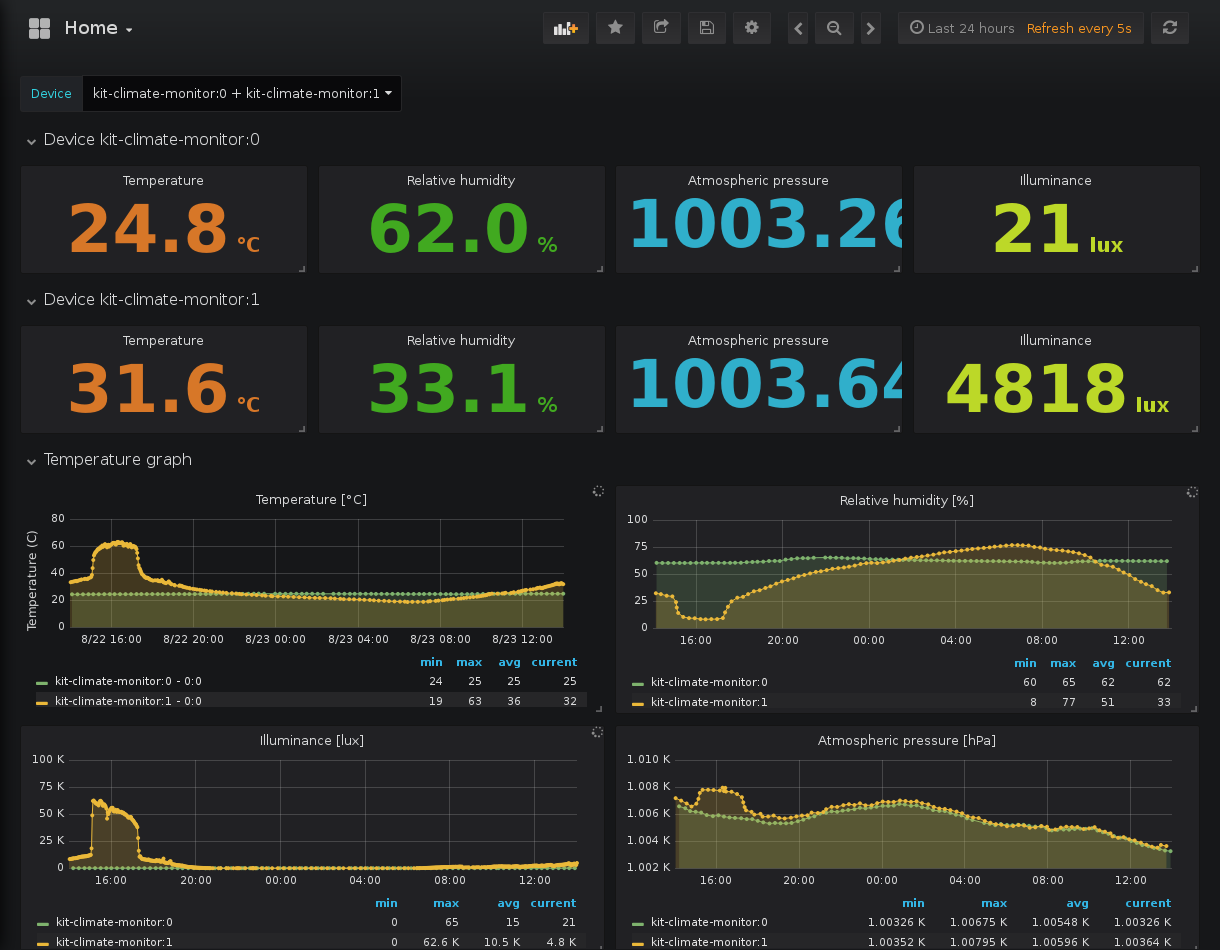 Home
Last 24 hours Refresh every 5s
Device kit-climate-monitor:0 + kit-climate-monitor:1
Device kit-climate-monitor:0
Temperature Relative humidity Atmospheric pressure Illuminance
24.8 °C 62.0 % 1003.26 21 lux
Device kit-climate-monitor:1
Temperature Relative humidity Atmospheric pressure Illuminance
31.6 °C 33.1 % 1003.64 4818 lux
Temperature graph
Temperature [°C]
Temperature (C)
80
60
40
20
0
8/22 16:00 8/22 20:00 8/23 00:00 8/23 04:00 8/23 08:00 8/23 12:00
min max avg current
kit-climate-monitor:0 - 0:0 24 25 25 25
kit-climate-monitor:1 - 0:0 19 63 36 32
Relative humidity [%]
100
75
50
25
0
16:00 20:00 00:00 04:00 08:00 12:00
min max avg current
kit-climate-monitor:0 60 65 62 62
kit-climate-monitor:1 8 77 51 33
Illuminance [lux]
100 K
75 K
50 K
25 K
0
16:00 20:00 00:00 04:00 08:00 12:00
min max avg current
kit-climate-monitor:0 0 65 15 21
kit-climate-monitor:1 0 62.6 K 10.5 K 4.8 K
Atmospheric pressure [hPa]
1.010 K
1.008 K
1.006 K
1.004 K
1.002 K
16:00 20:00 00:00 04:00 08:00 12:00
min max avg current
kit-climate-monitor:0 1.00326 K 1.00675 K 1.00548 K 1.00326 K
kit-climate-monitor:1 1.00352 K 1.00795 K 1.00596 K 1.00364 K